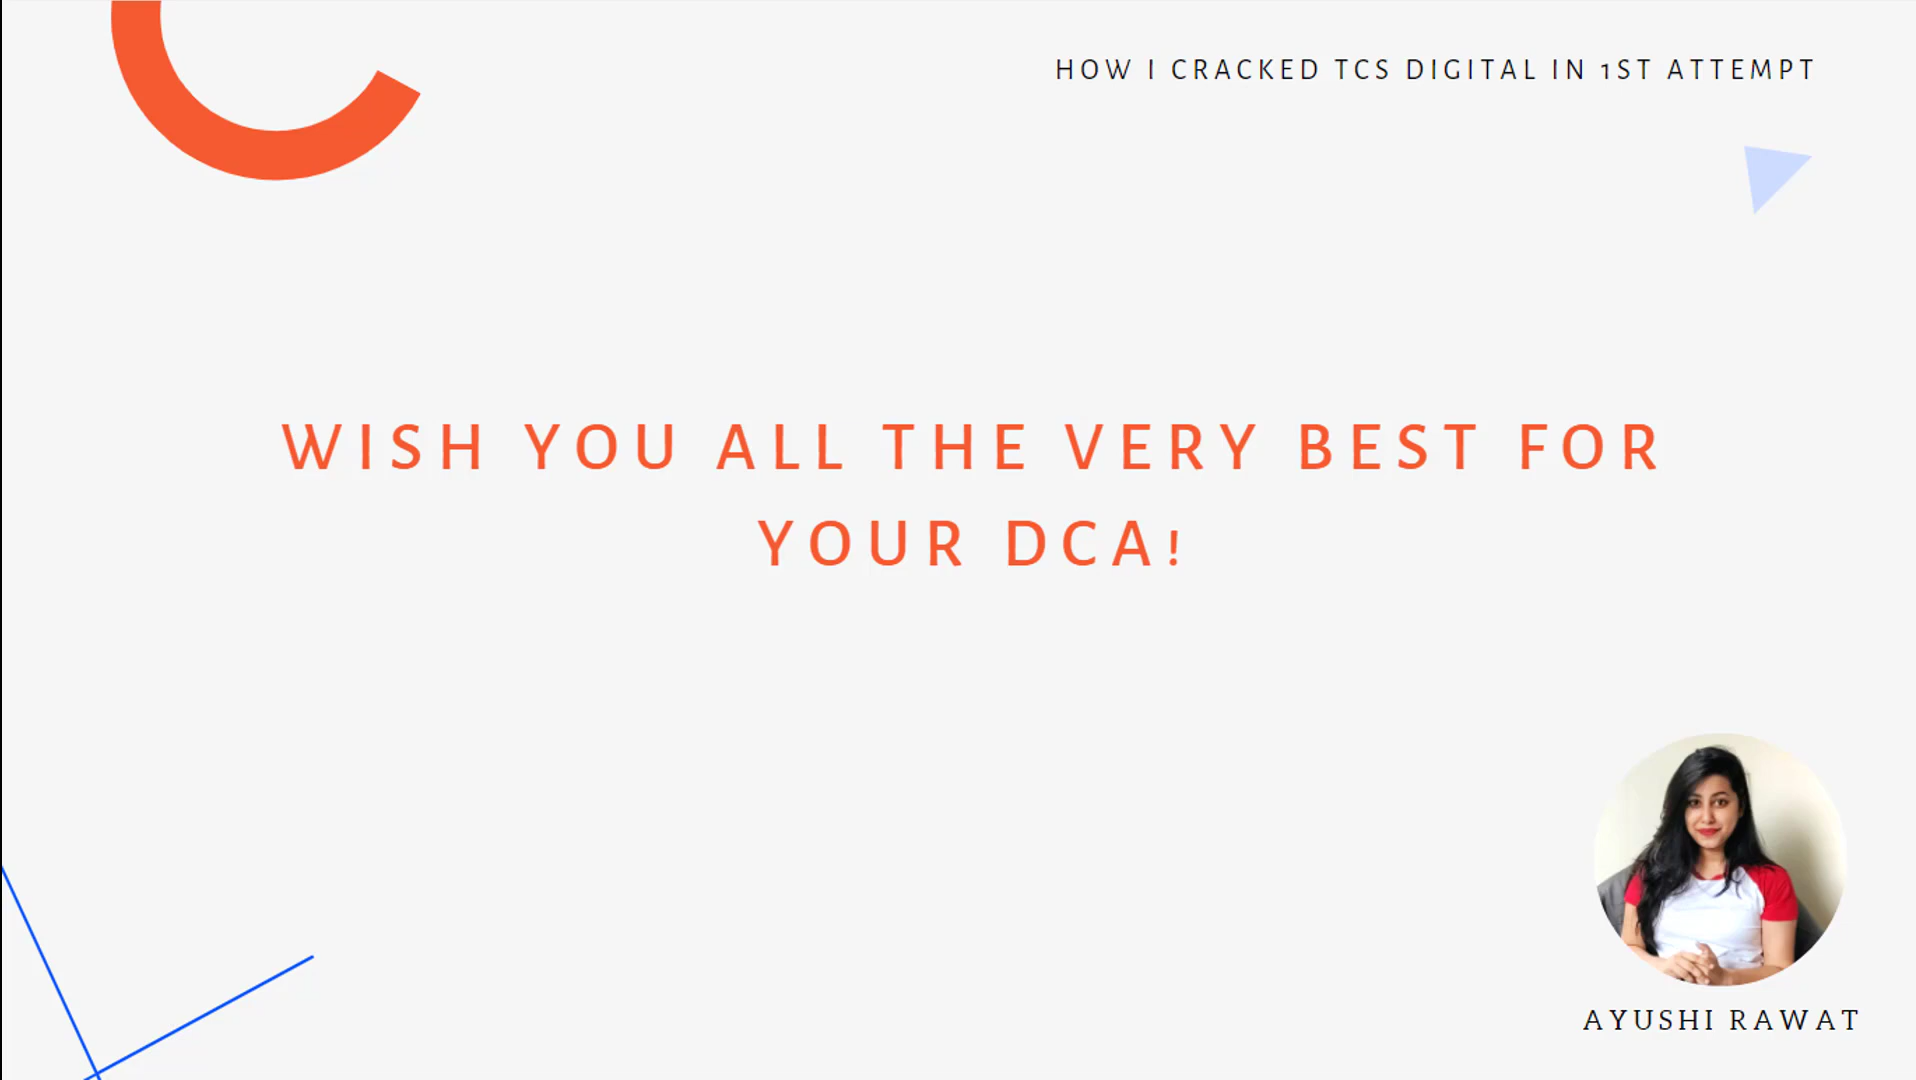 HOW I CRACKED TCS DIGITAL IN 1ST ATTEMPT
WISH YOU ALL THE VERY BEST FOR
YOUR DCA!
AYUSHI RAWAT